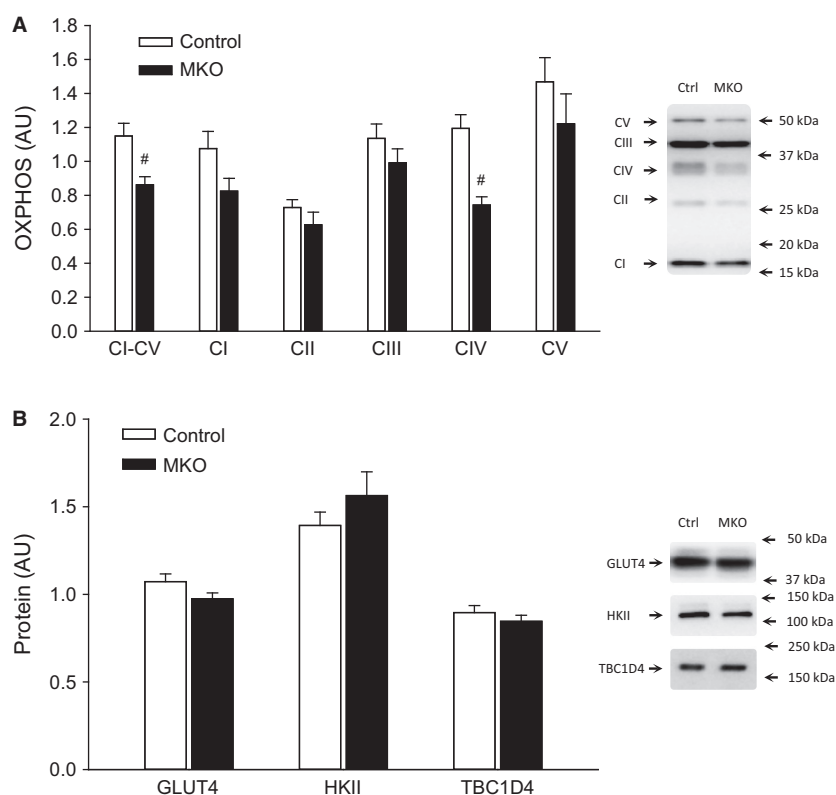 A
OXPHOS (AU)
1.8
1.6
1.4
1.2
1.0
0.8
0.6
0.4
0.2
0.0
Control
MKO
#
#
CI-CV CI CII CIII CIV CV
Ctrl MKO
CV
CIII
CIV
CII
CI
50 kDa
37 kDa
25 kDa
20 kDa
15 kDa
B
Protein (AU)
2.0
1.5
1.0
0.5
0.0
Control
MKO
GLUT4 HKII TBC1D4
Ctrl MKO
GLUT4
HKII
TBC1D4
50 kDa
37 kDa
150 kDa
100 kDa
250 kDa
150 kDa